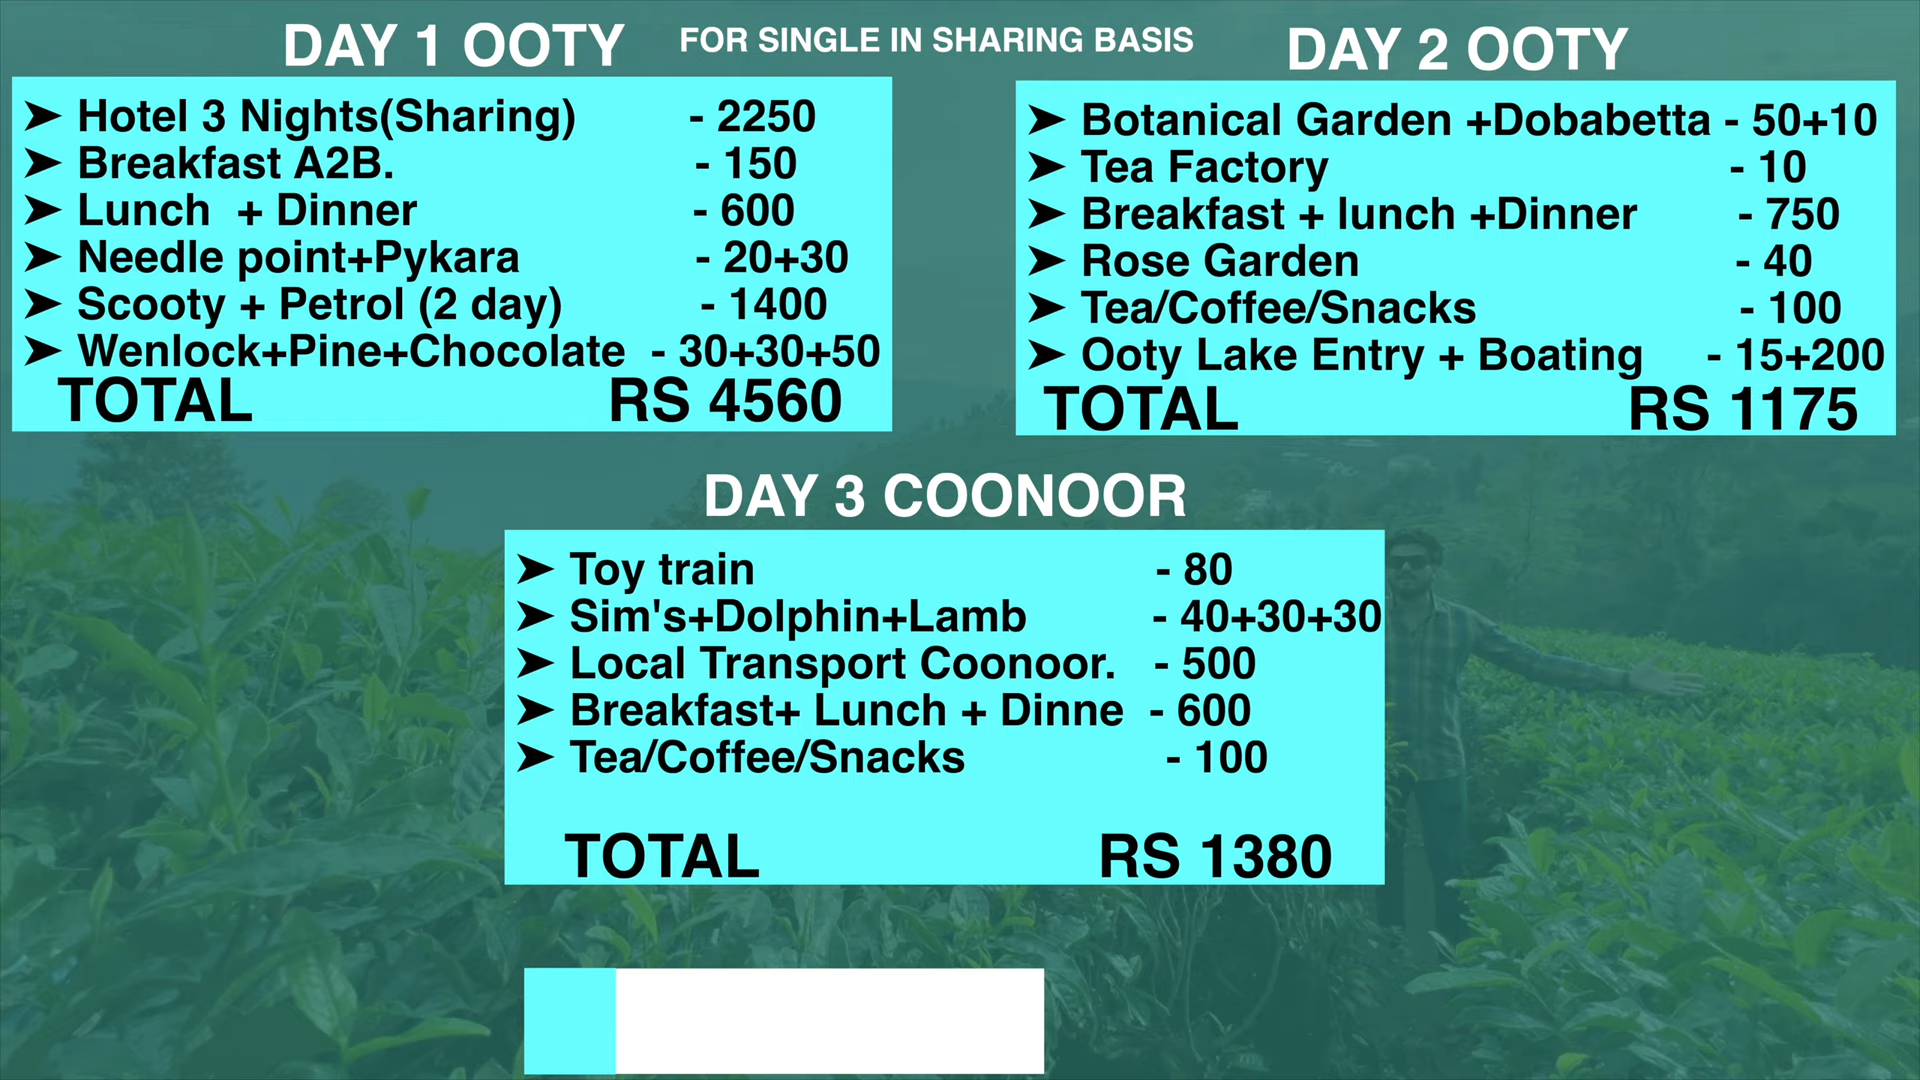 DAY 1 OOTY
FOR SINGLE IN SHARING BASIS
DAY 2 OOTY
➤ Hotel 3 Nights(Sharing) - 2250
➤ Breakfast A2B. - 150
➤ Lunch + Dinner - 600
➤ Needle point+Pykara - 20+30
➤ Scooty + Petrol (2 day) - 1400
➤ Wenlock+Pine+Chocolate - 30+30+50
TOTAL RS 4560
➤ Botanical Garden +Dobabetta - 50+10
➤ Tea Factory - 10
➤ Breakfast + lunch +Dinner - 750
➤ Rose Garden - 40
➤ Tea/Coffee/Snacks - 100
➤ Ooty Lake Entry + Boating - 15+200
TOTAL RS 1175
DAY 3 COONOOR
➤ Toy train - 80
➤ Sim's+Dolphin+Lamb - 40+30+30
➤ Local Transport Coonoor. - 500
➤ Breakfast+ Lunch + Dinne - 600
➤ Tea/Coffee/Snacks - 100
TOTAL RS 1380